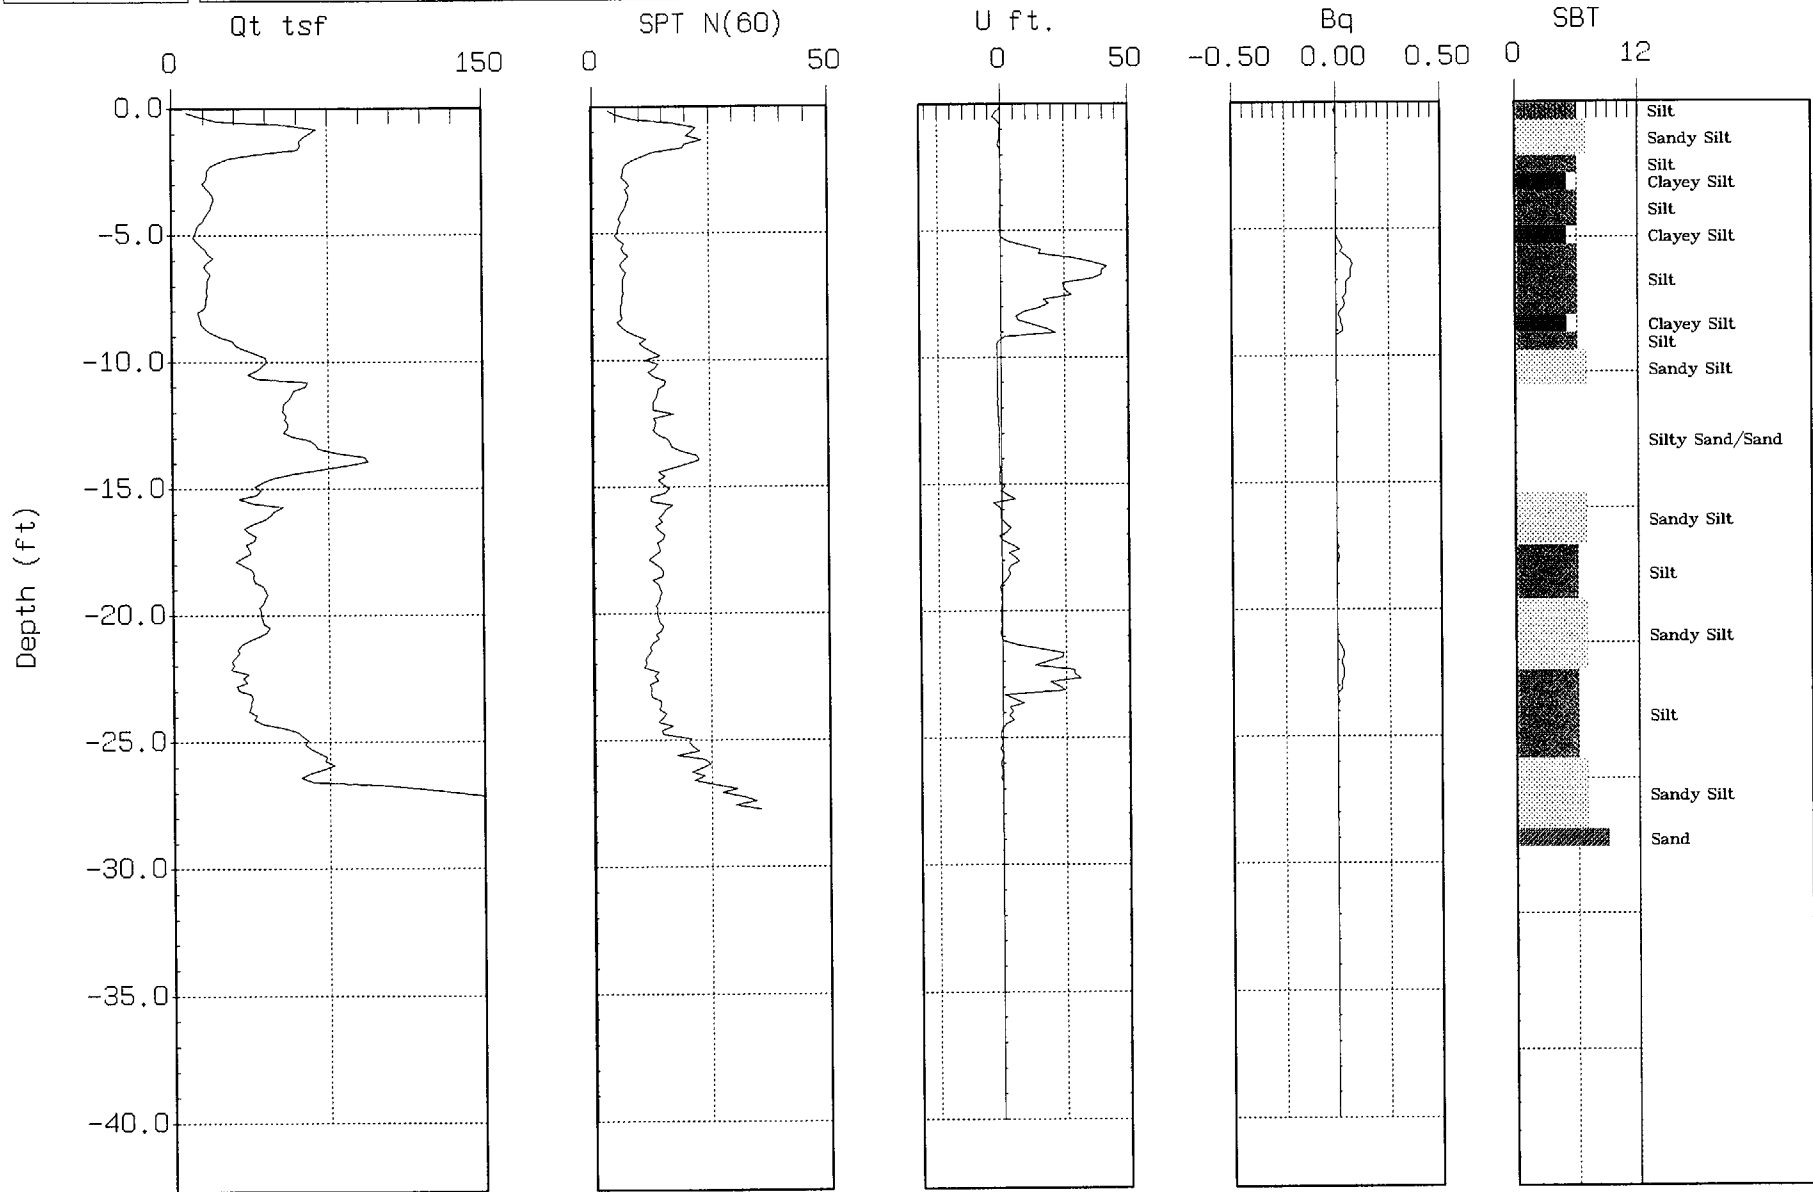 Qt tsf
SPT N(60)
U ft.
Bq
SBT
0 150
0 50
0 50
-0.50 0.00 0.50
0 12
0.0
-5.0
-10.0
-15.0
-20.0
-25.0
-30.0
-35.0
-40.0
Depth (ft)
Silt
Sandy Silt
Silt
Clayey Silt
Silt
Clayey Silt
Silt
Clayey Silt
Silt
Sandy Silt
Silty Sand/Sand
Sandy Silt
Silt
Sandy Silt
Silt
Sandy Silt
Sand